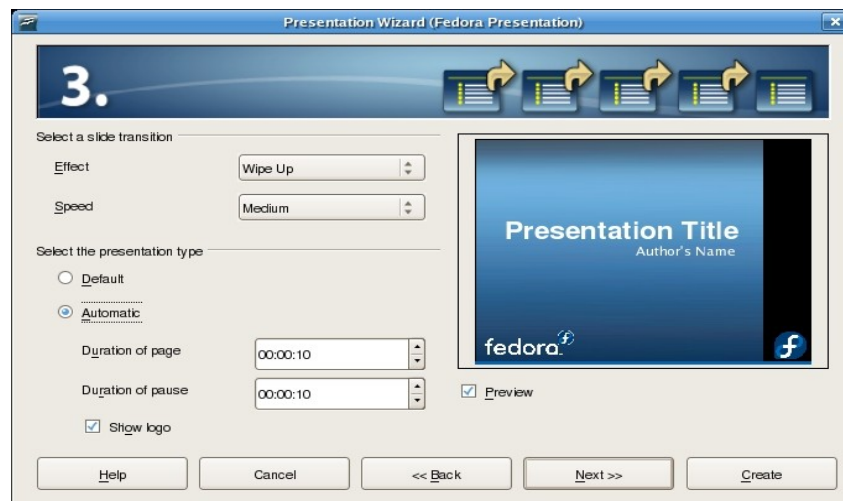 Presentation Wizard (Fedora Presentation)
3.
Select a slide transition
Effect
Wipe Up
Speed
Medium
Select the presentation type
Default
Automatic
Duration of page
00:00:10
Duration of pause
00:00:10
Show logo
Presentation Title
Author's Name
fedora
Preview
Help
Cancel
<< Back
Next >>
Create